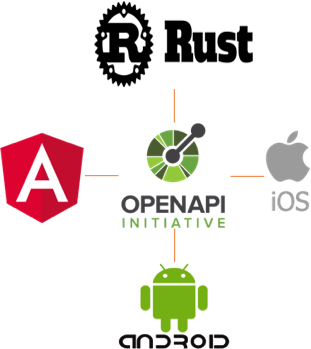 R Rust
A
OPENAPI
INITIATIVE
iOS
ANDROID